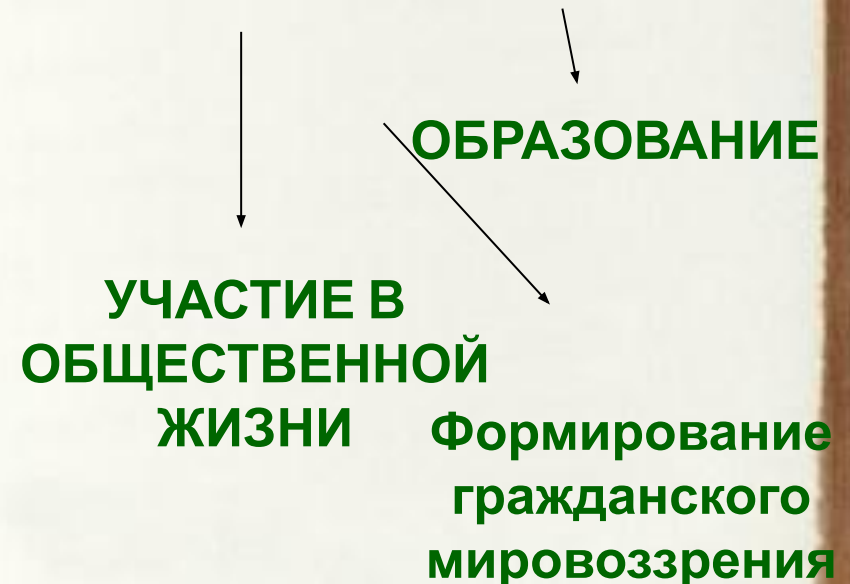 ОБРАЗОВАНИЕ
УЧАСТИЕ В
ОБЩЕСТВЕННОЙ
ЖИЗНИ
Формирование
гражданского
мировоззрения